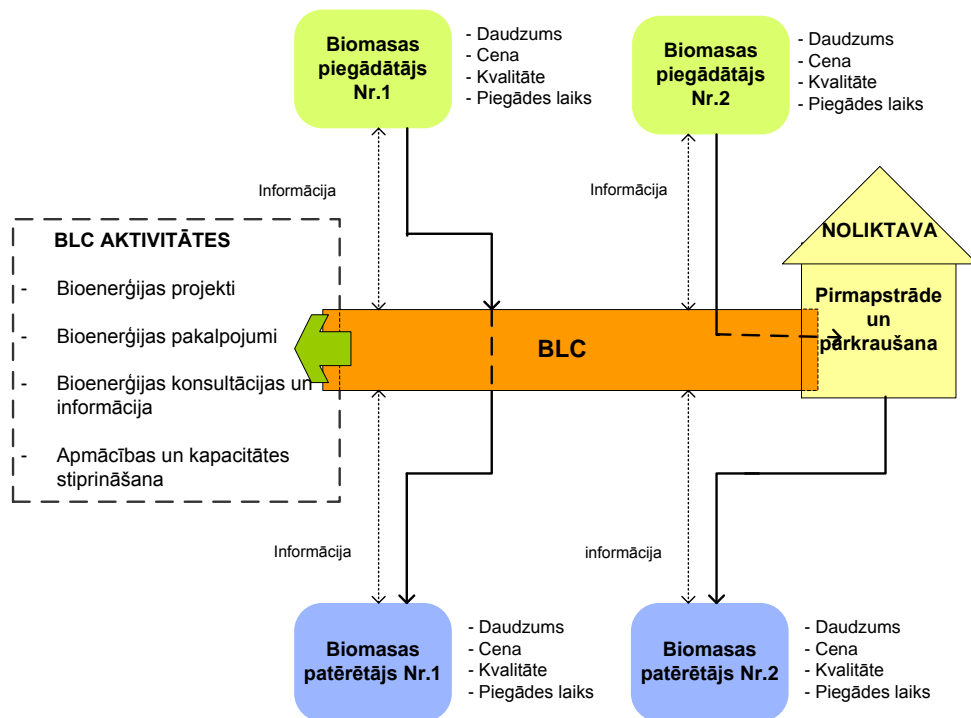 Biomasas
piegādātājs
Nr.1
- Daudzums
- Cena
- Kvalitāte
- Piegādes laiks
Biomasas
piegādātājs
Nr.2
- Daudzums
- Cena
- Kvalitāte
- Piegādes laiks
Informācija
Informācija
BLC AKTIVITĀTES
- Bioenerģijas projekti
- Bioenerģijas pakalpojumi
- Bioenerģijas konsultācijas un
informācija
- Apmācības un kapacitātes
stiprināšana
BLC
NOLIKTAVA
Pirmapstrāde
un
pārkraušana
Informācija
informācija
Biomasas
patērētājs Nr.1
- Daudzums
- Cena
- Kvalitāte
- Piegādes laiks
Biomasas
patērētājs Nr.2
- Daudzums
- Cena
- Kvalitāte
- Piegādes laiks